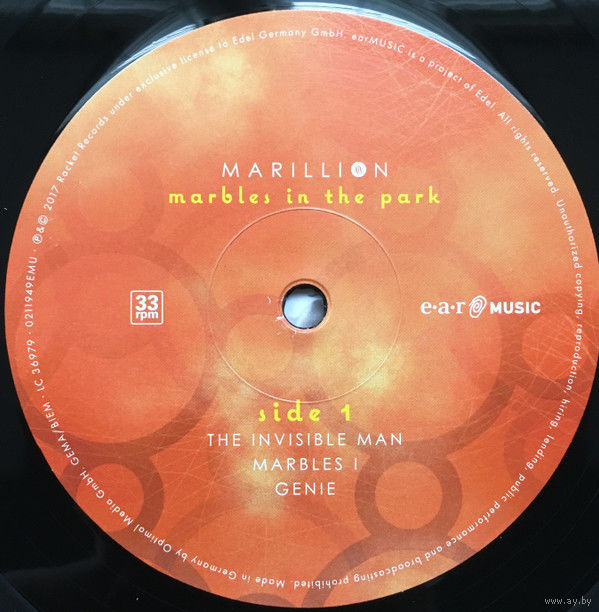 MARILLION
marbles in the park
33
rpm
e·a·r MUSIC
side 1
THE INVISIBLE MAN
MARBLES I
GENIE
GEMA/BIEM · LC 36979 · 0211949EMU · ℗&© 2017 Racket Records under exclusive license to Edel Germany GmbH. earMUSIC is a project of Edel. All rights reserved. Unauthorized copying, reproduction, hiring, lending, public performance and broadcasting prohibited. Made in Germany by Optimal Media GmbH.
www.ay.by